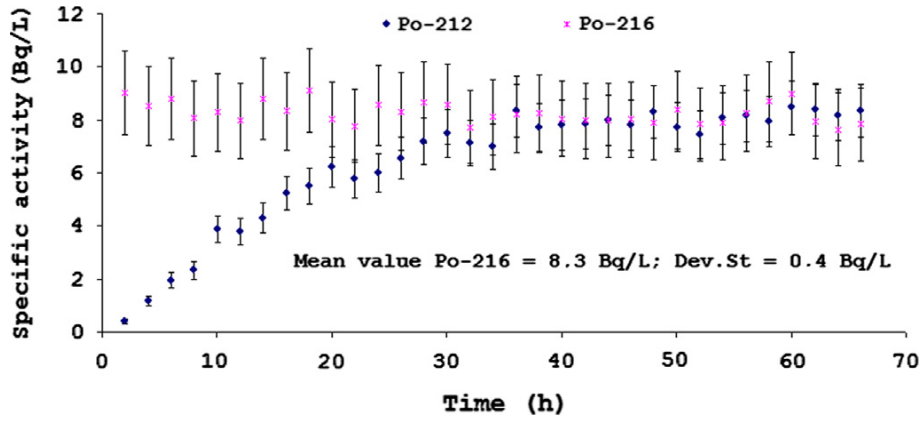 Po-212 Po-216
12
10
8
6
4
2
0
Specific activity (Bq/L)
Mean value Po-216 = 8.3 Bq/L; Dev.St = 0.4 Bq/L
0 10 20 30 40 50 60 70
Time (h)